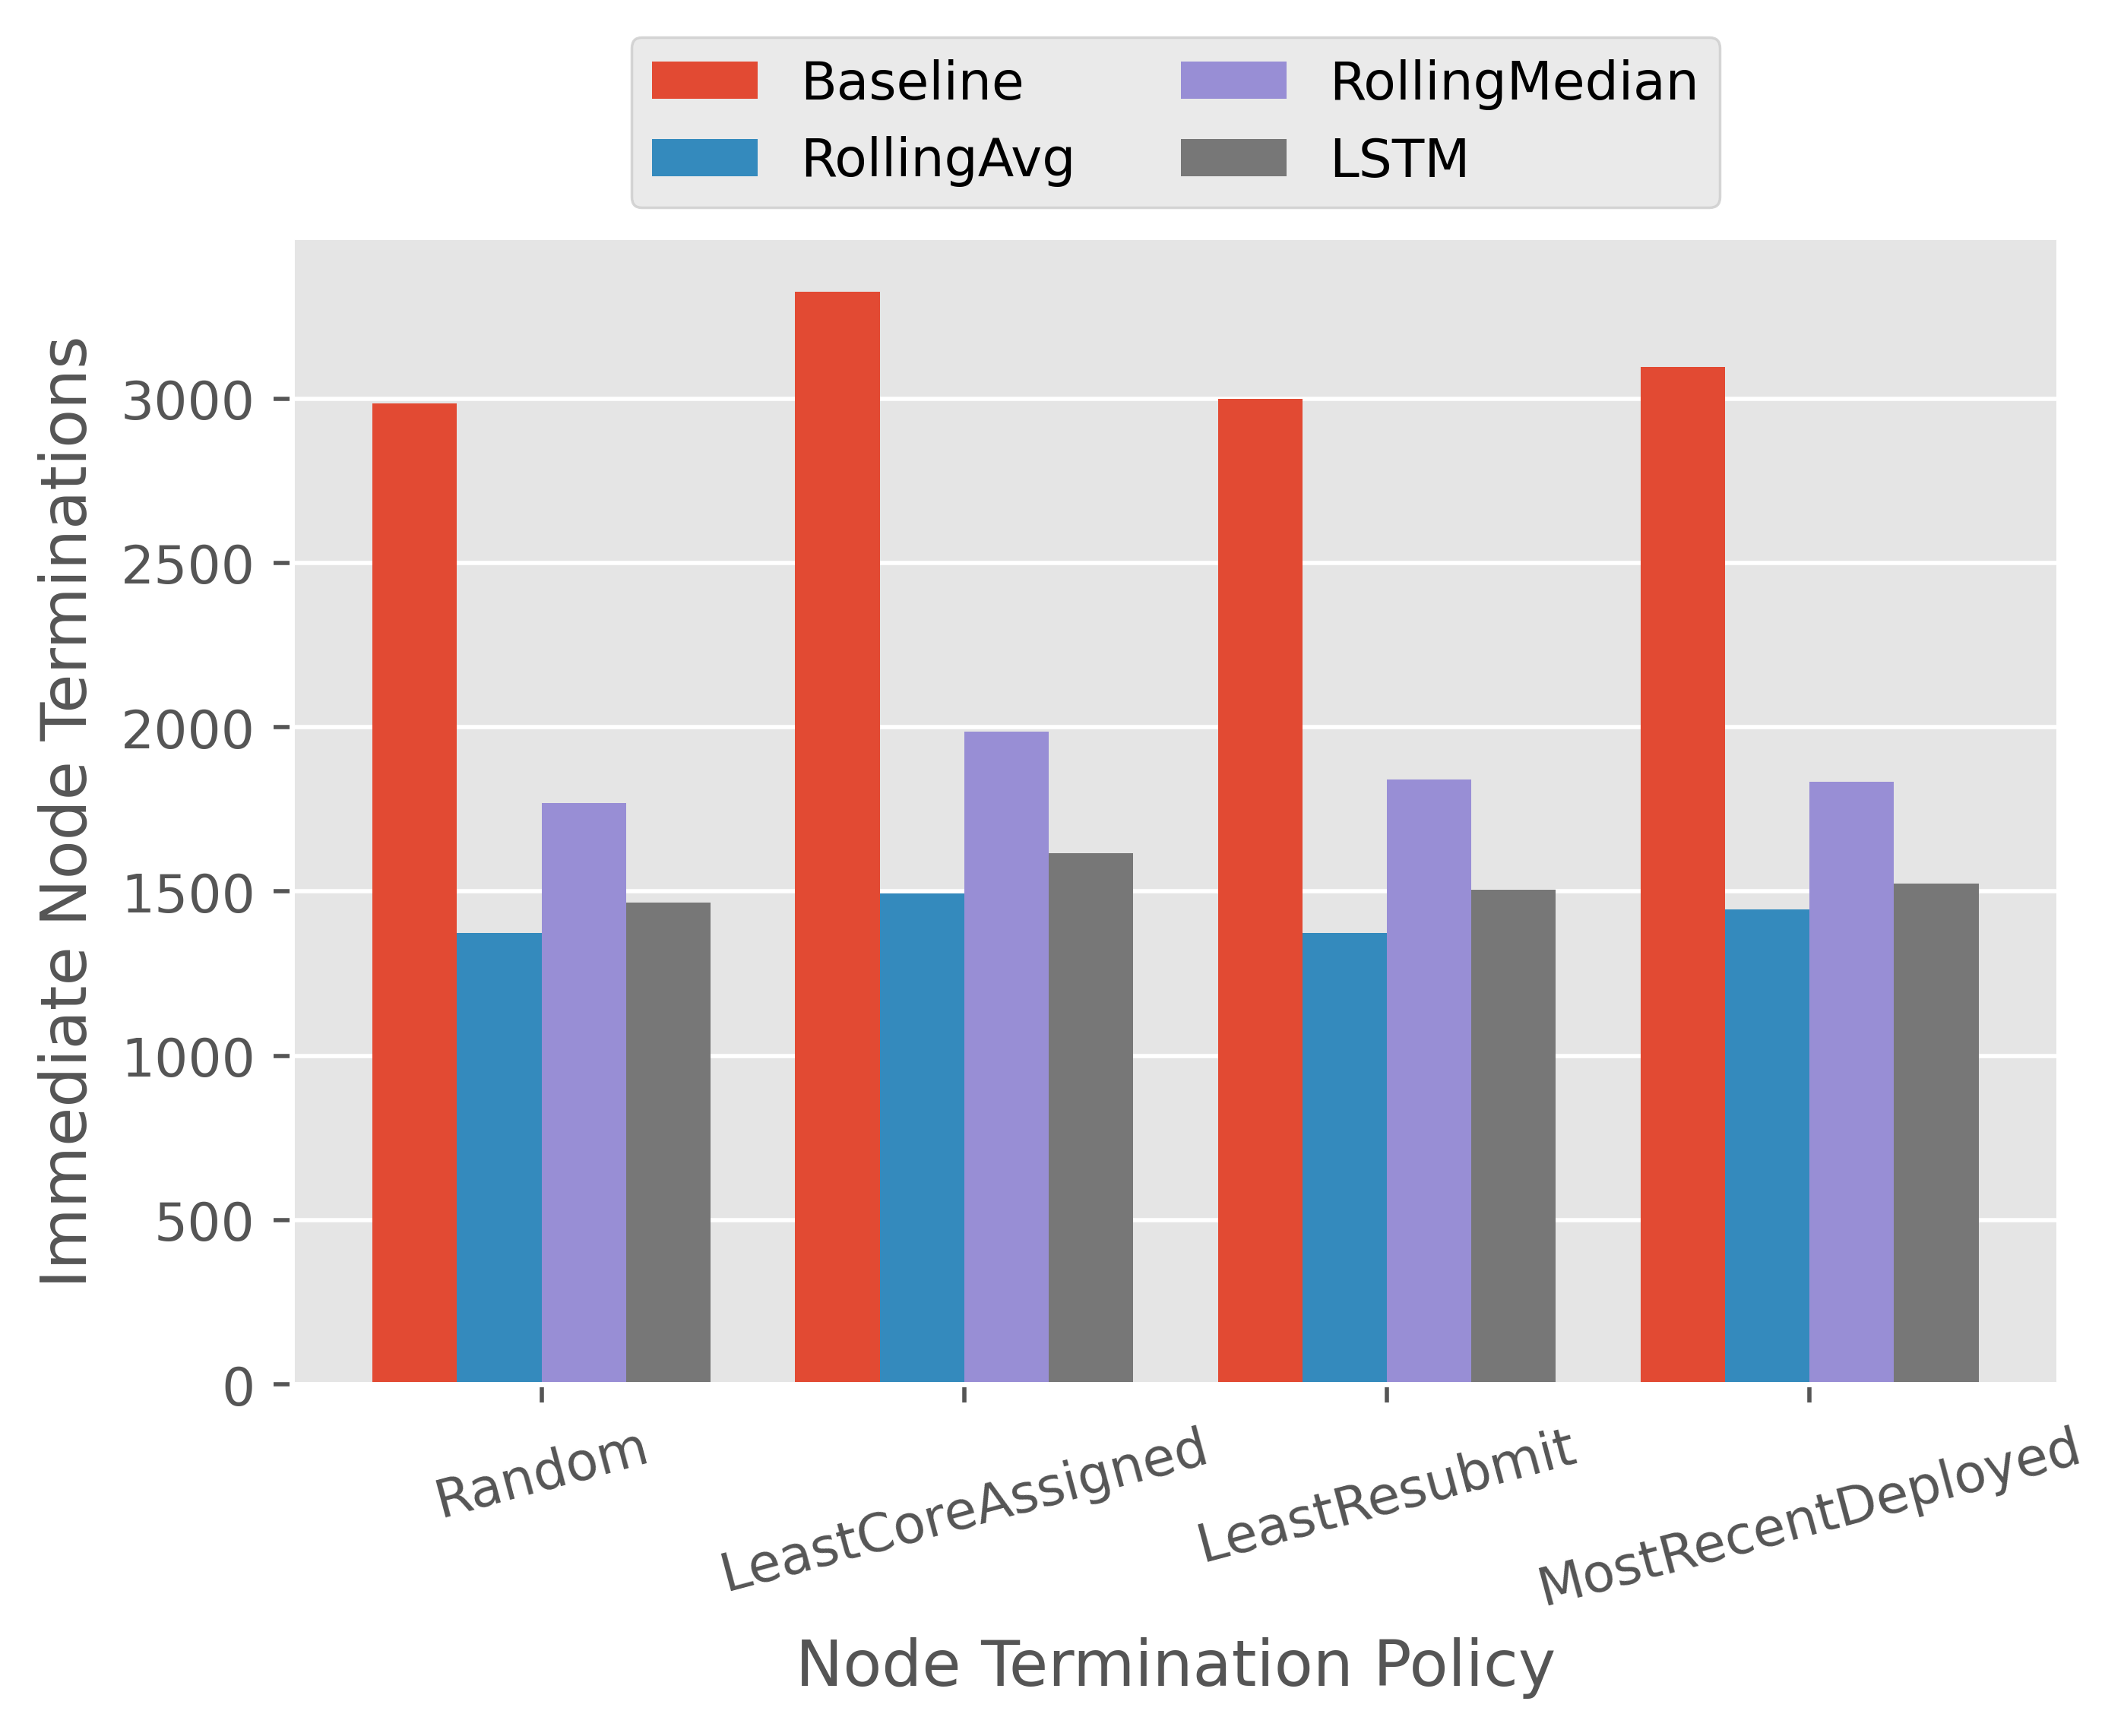 Baseline
RollingAvg
RollingMedian
LSTM
Immediate Node Terminations
3000
2500
2000
1500
1000
500
0
Random
LeastCoreAssigned
LeastResubmit
MostRecentDeployed
Node Termination Policy